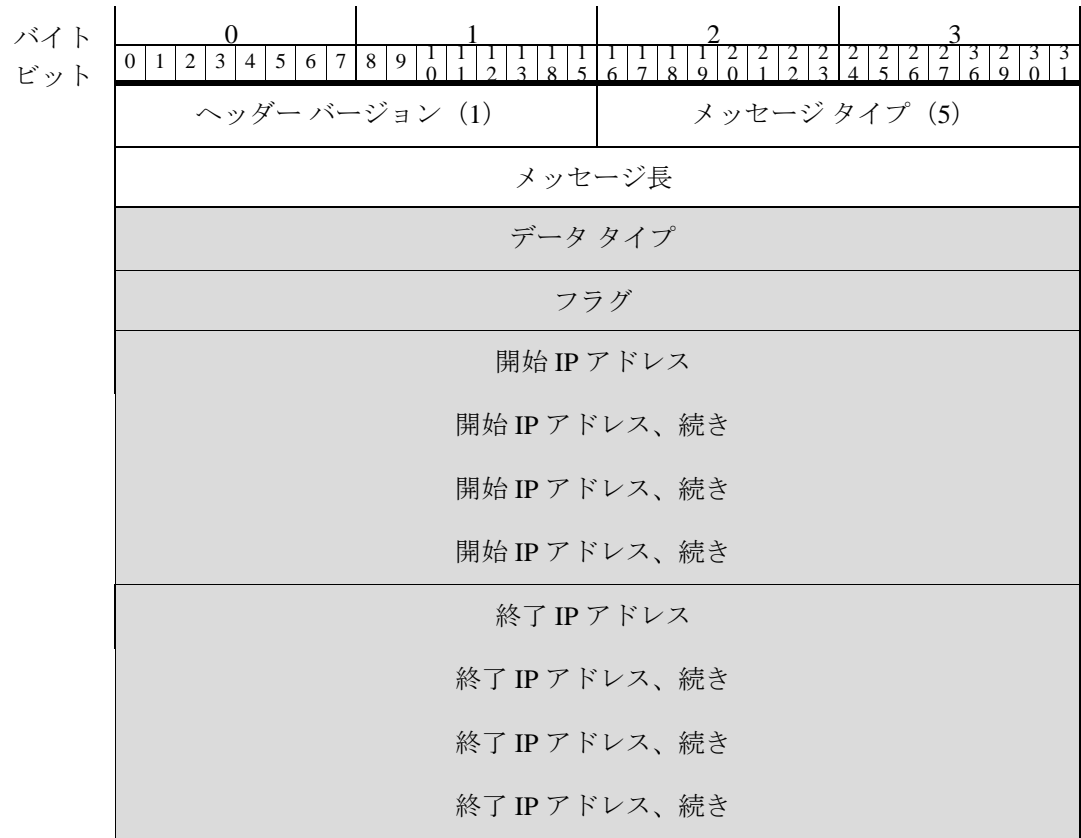 バイト 0 1 2 3
ビット 0 1 2 3 4 5 6 7 8 9 10 11 12 13 18 15 16 17 18 19 20 21 22 23 24 25 26 27 36 29 30 31
ヘッダー バージョン（1） メッセージ タイプ（5）
メッセージ長
データ タイプ
フラグ
開始 IP アドレス
開始 IP アドレス、続き
開始 IP アドレス、続き
開始 IP アドレス、続き
終了 IP アドレス
終了 IP アドレス、続き
終了 IP アドレス、続き
終了 IP アドレス、続き